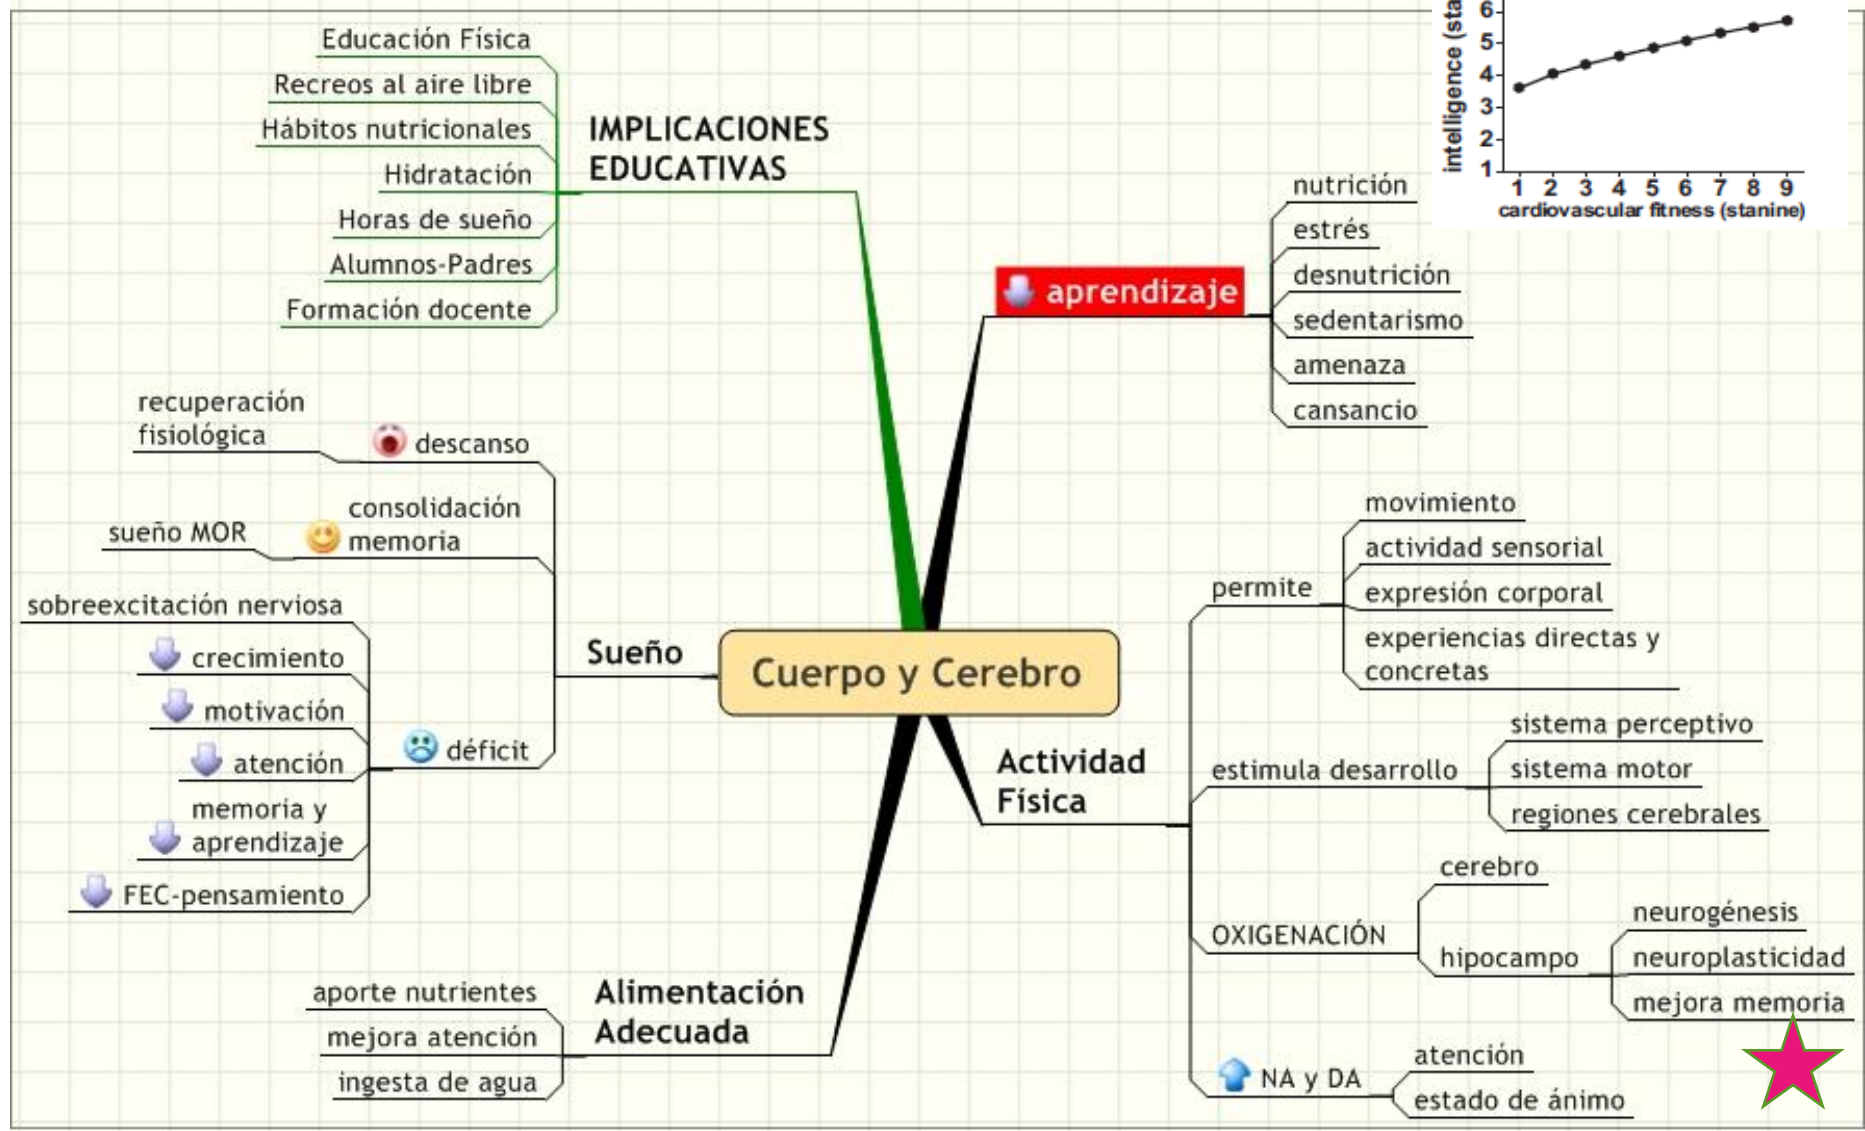 Educación Física
Recreos al aire libre
Hábitos nutricionales
Hidratación
Horas de sueño
Alumnos-Padres
Formación docente
IMPLICACIONES
EDUCATIVAS
recuperación
fisiológica
descanso
consolidación
memoria
sueño MOR
sobreexcitación nerviosa
crecimiento
motivación
atención
memoria y
aprendizaje
FEC-pensamiento
déficit
Sueño
aporte nutrientes
mejora atención
ingesta de agua
Alimentación
Adecuada
Cuerpo y Cerebro
aprendizaje
nutrición
estrés
desnutrición
sedentarismo
amenaza
cansancio
Actividad
Física
permite
movimiento
actividad sensorial
expresión corporal
experiencias directas y
concretas
estimula desarrollo
sistema perceptivo
sistema motor
regiones cerebrales
OXIGENACIÓN
cerebro
hipocampo
neurogénesis
neuroplasticidad
mejora memoria
NA y DA
atención
estado de ánimo
intelligence
6
5
4
3
2
1
1 2 3 4 5 6 7 8 9
cardiovascular fitness (stanine)